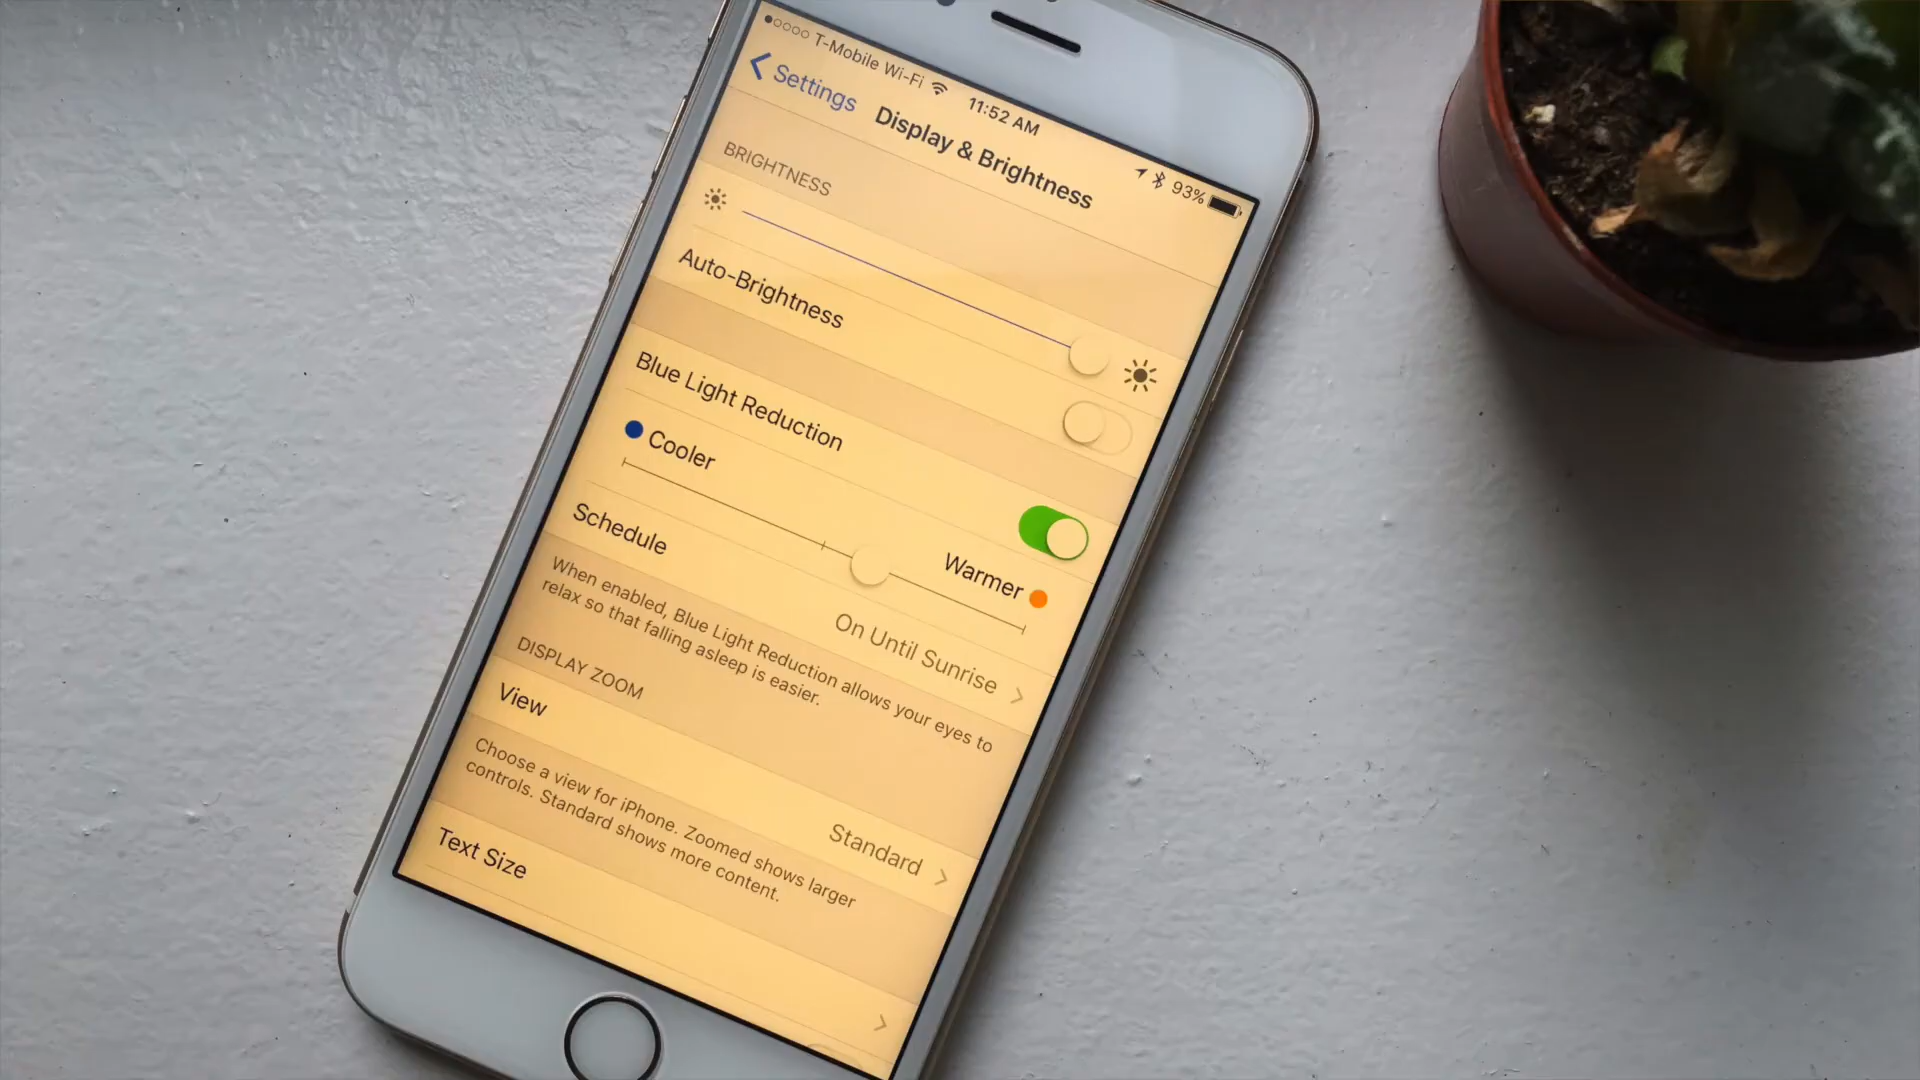 T-Mobile Wi-Fi 11:52 AM 93%
Settings Display & Brightness
BRIGHTNESS
Auto-Brightness
Blue Light Reduction
Cooler Warmer
Schedule On Until Sunrise
When enabled, Blue Light Reduction allows your eyes to
relax so that falling asleep is easier.
DISPLAY ZOOM
View Standard
Choose a view for iPhone. Zoomed shows larger
controls. Standard shows more content.
Text Size